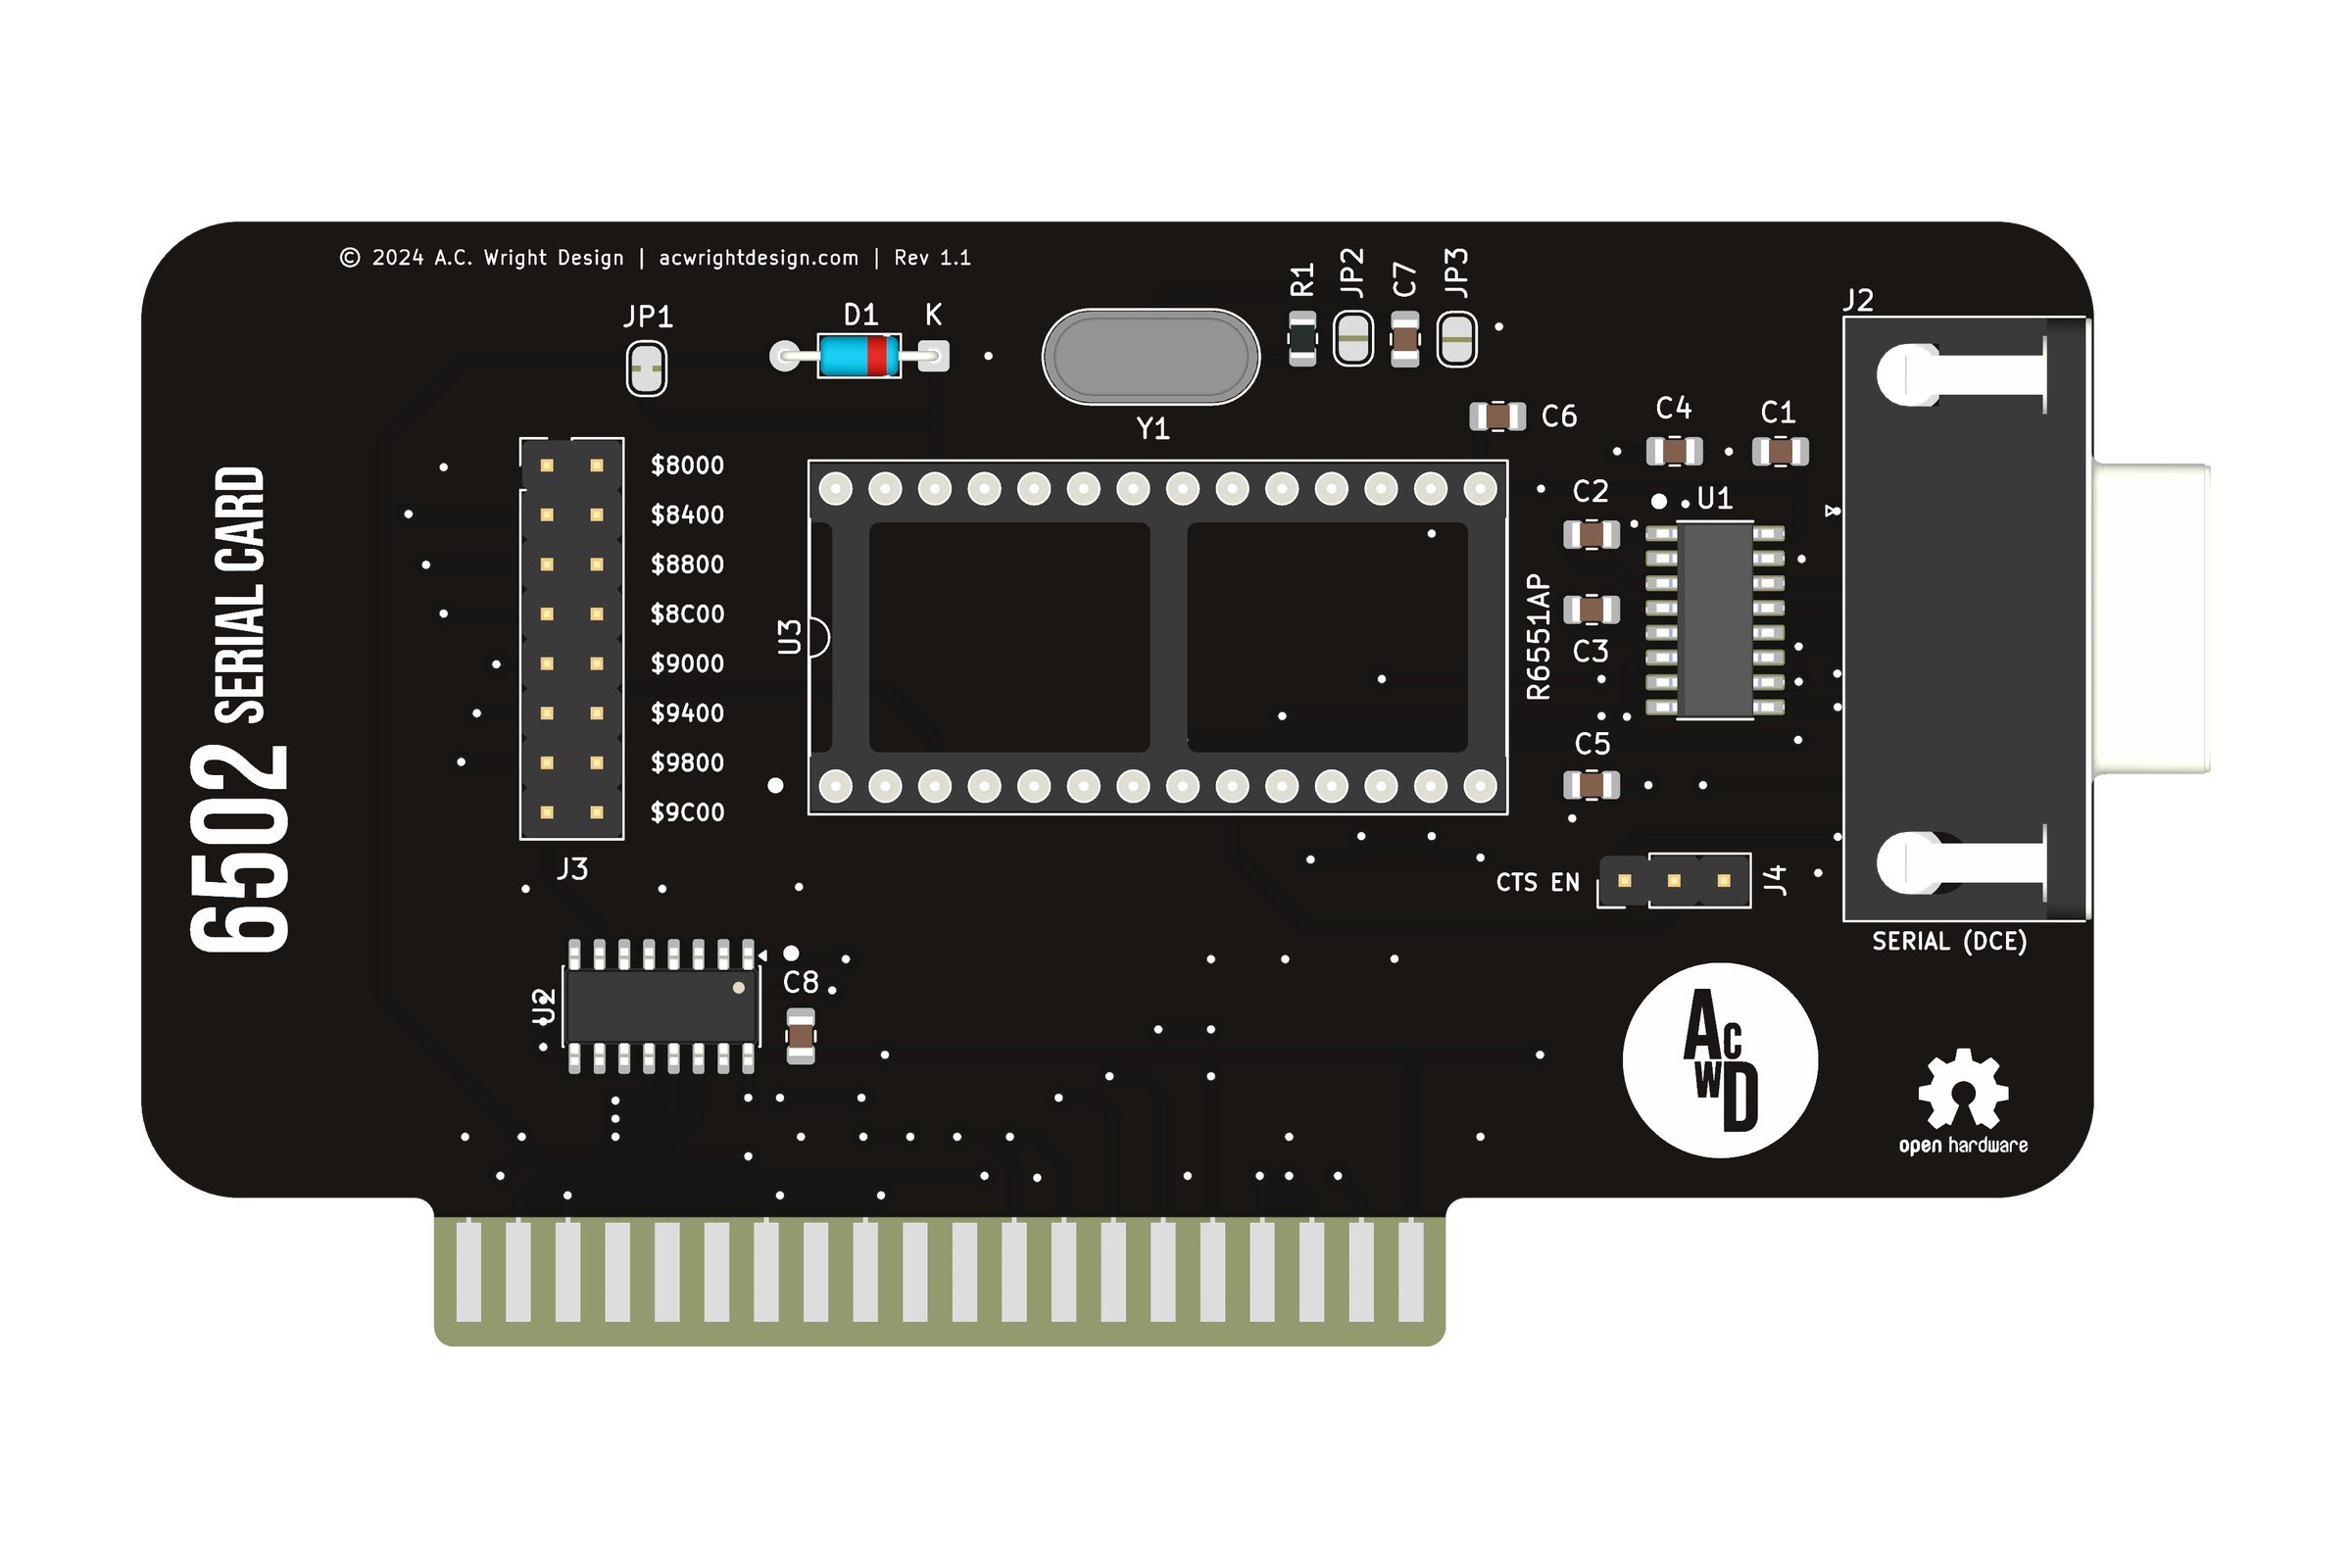 © 2024 A.C. Wright Design | acwrightdesign.com | Rev 1.1
JP1
D1
K
Y1
R1
JP2
C7
JP3
J2
C6
C4
C1
$8000
$8400
$8800
$8C00
$9000
$9400
$9800
$9C00
J3
6502 SERIAL CARD
U3
R6551AP
C2
C3
U1
C5
CTS EN
J4
SERIAL (DCE)
U2
C8
ACWD
open hardware